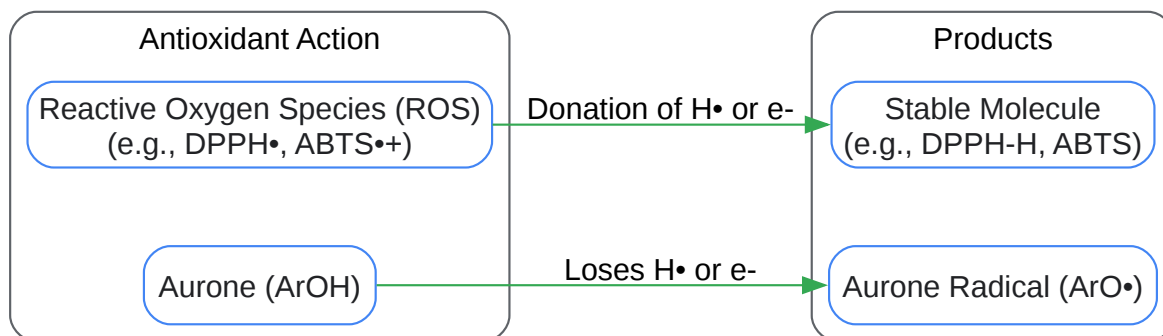 Antioxidant Action
Products
Reactive Oxygen Species (ROS)
(e.g., DPPH•, ABTS•+)
Donation of H• or e-
Stable Molecule
(e.g., DPPH-H, ABTS)
Aurone (ArOH)
Loses H• or e-
Aurone Radical (ArO•)